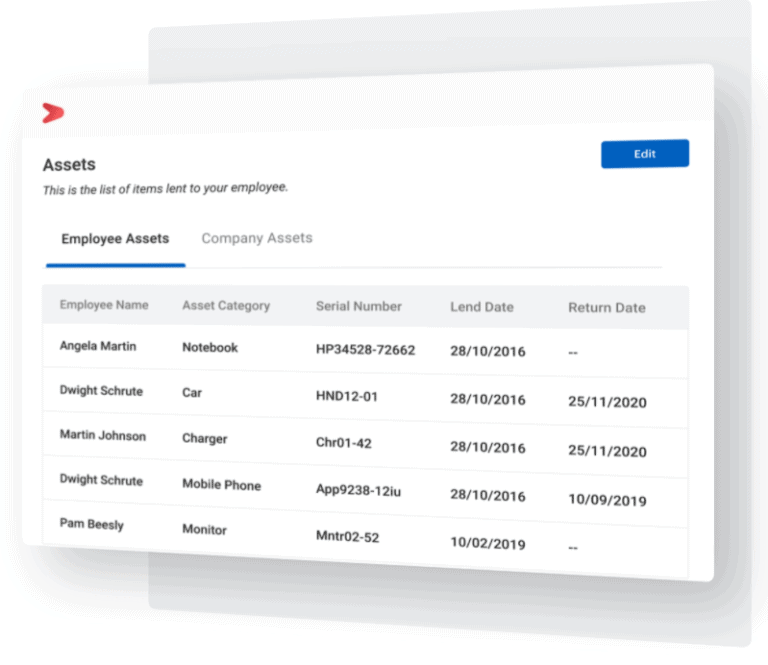 Assets
Edit
This is the list of items lent to your employee.
Employee Assets Company Assets
Employee Name Asset Category Serial Number Lend Date Return Date
Angela Martin Notebook HP34528-72662 28/10/2016 --
Dwight Schrute Car HND12-01 28/10/2016 25/11/2020
Martin Johnson Charger Chr01-42 28/10/2016 25/11/2020
Dwight Schrute Mobile Phone App9238-12iu 28/10/2016 10/09/2019
Pam Beesly Monitor Mntr02-52 10/02/2019 --